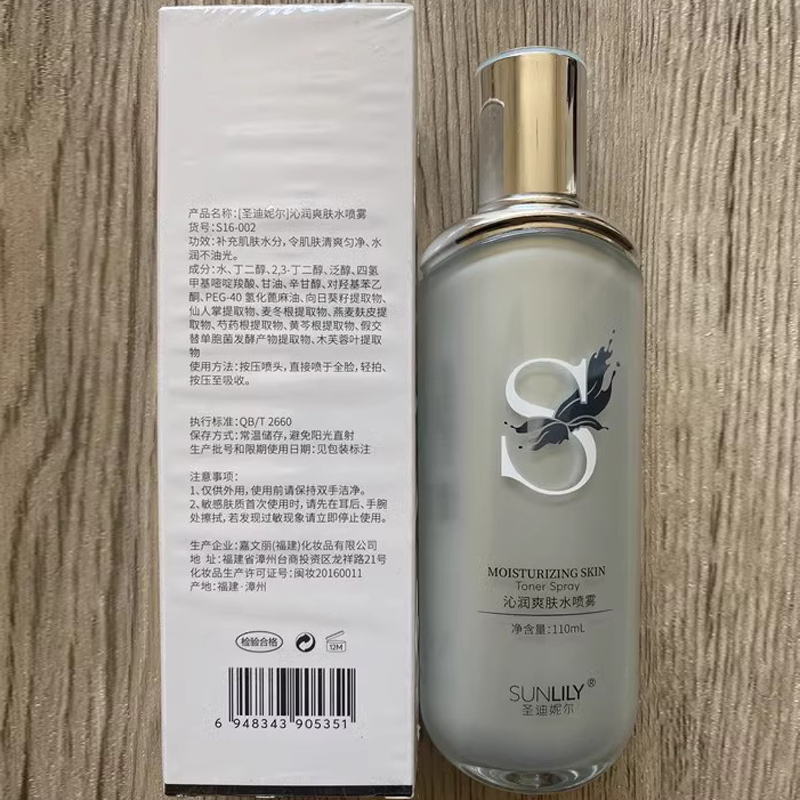 产品名称:[圣迪妮尔]沁润爽肤水喷雾
货号:S16-002
功效:补充肌肤水分,令肌肤清爽匀净、水
润不油光。
成分:水、丁二醇、2,3-丁二醇、泛醇、四氢
甲基嘧啶羧酸、甘油、辛甘醇、对羟基苯乙
酮、PEG-40 氢化蓖麻油、向日葵籽提取物、
仙人掌提取物、麦冬根提取物、燕麦麸皮提
取物、芍药根提取物、黄芩根提取物、假交
替单胞菌发酵产物提取物、木芙蓉叶提取
物
使用方法:按压喷头,直接喷于全脸,轻拍、
按压至吸收。
执行标准:QB/T 2660
保存方式:常温储存,避免阳光直射
生产批号和限期使用日期:见包装标注
注意事项:
1、仅供外用,使用前请保持双手洁净。
2、敏感肤质首次使用时,请先在耳后、手腕
处擦拭,若发现过敏现象请立即停止使用。
生产企业:嘉文丽(福建)化妆品有限公司
地 址:福建省漳州台商投资区龙祥路21号
化妆品生产许可证号:闽妆20160011
产地:福建·漳州
检验合格
12M
6 948343 905351
S
MOISTURIZING SKIN
Toner Spray
沁润爽肤水喷雾
净含量:110mL
SUNLILY®
圣迪妮尔